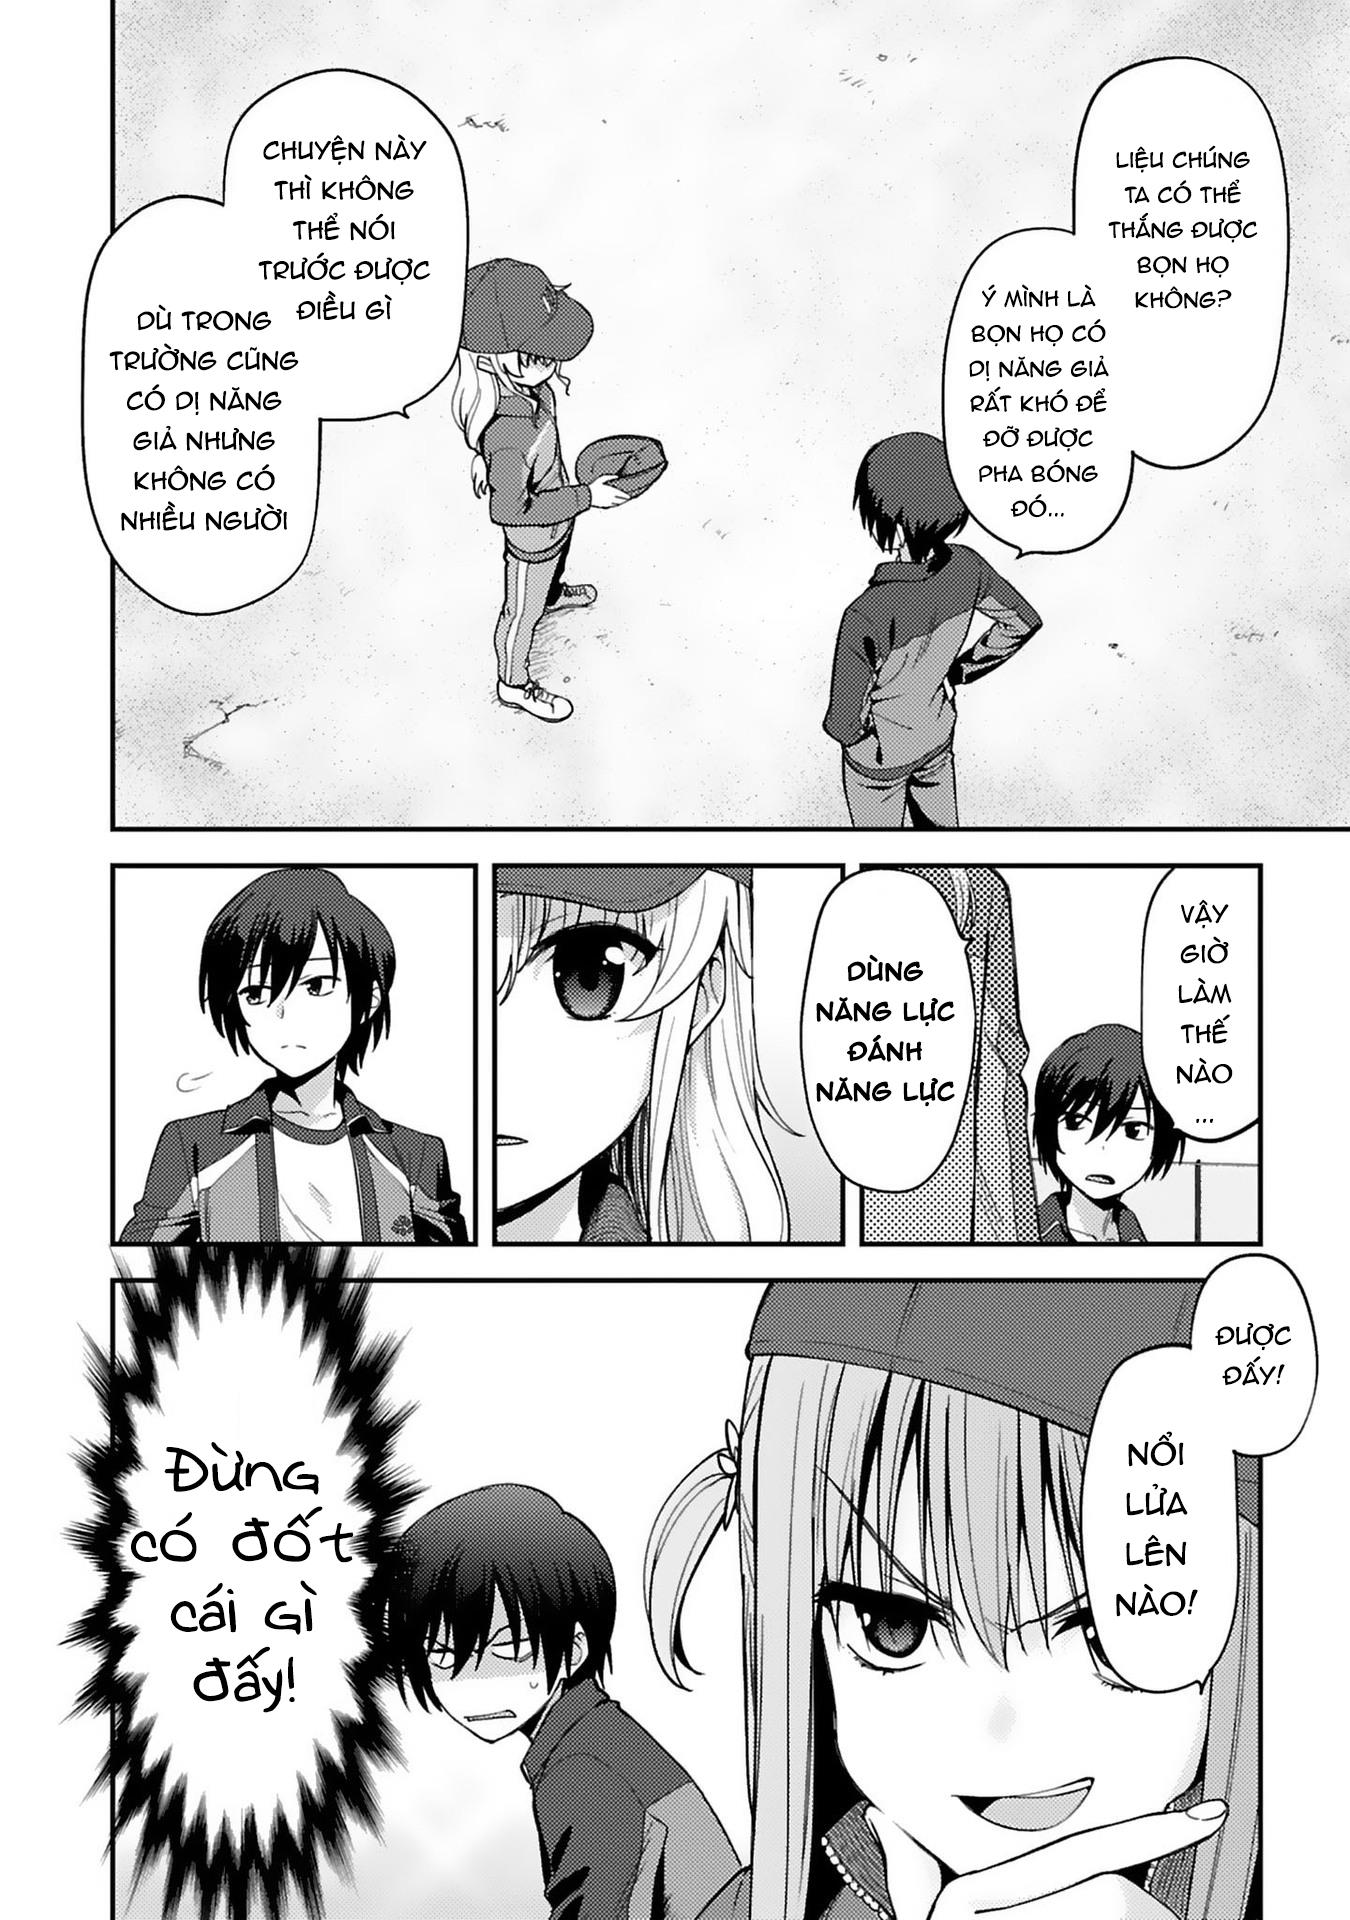 LIỆU CHÚNG
TA CÓ THỂ
THẮNG ĐƯỢC
BỌN HỌ
KHÔNG?
Ý MÌNH LÀ
BỌN HỌ CÓ
DỊ NĂNG GIẢ
RẤT KHÓ ĐỂ
ĐỠ ĐƯỢC
PHA BÓNG
ĐÓ...
CHUYỆN NÀY
THÌ KHÔNG
THỂ NÓI
TRƯỚC ĐƯỢC
ĐIỀU GÌ
DÙ TRONG
TRƯỜNG CŨNG
CÓ DỊ NĂNG
GIẢ NHƯNG
KHÔNG CÓ
NHIỀU NGƯỜI
VẬY
GIỜ
LÀM
THẾ
NÀO
...
DÙNG
NĂNG LỰC
ĐÁNH
NĂNG LỰC
ĐƯỢC
ĐẤY!
NỔI
LỬA
LÊN
NÀO!
ĐỪNG
CÓ ĐỐT
CÁI GÌ
ĐẤY!